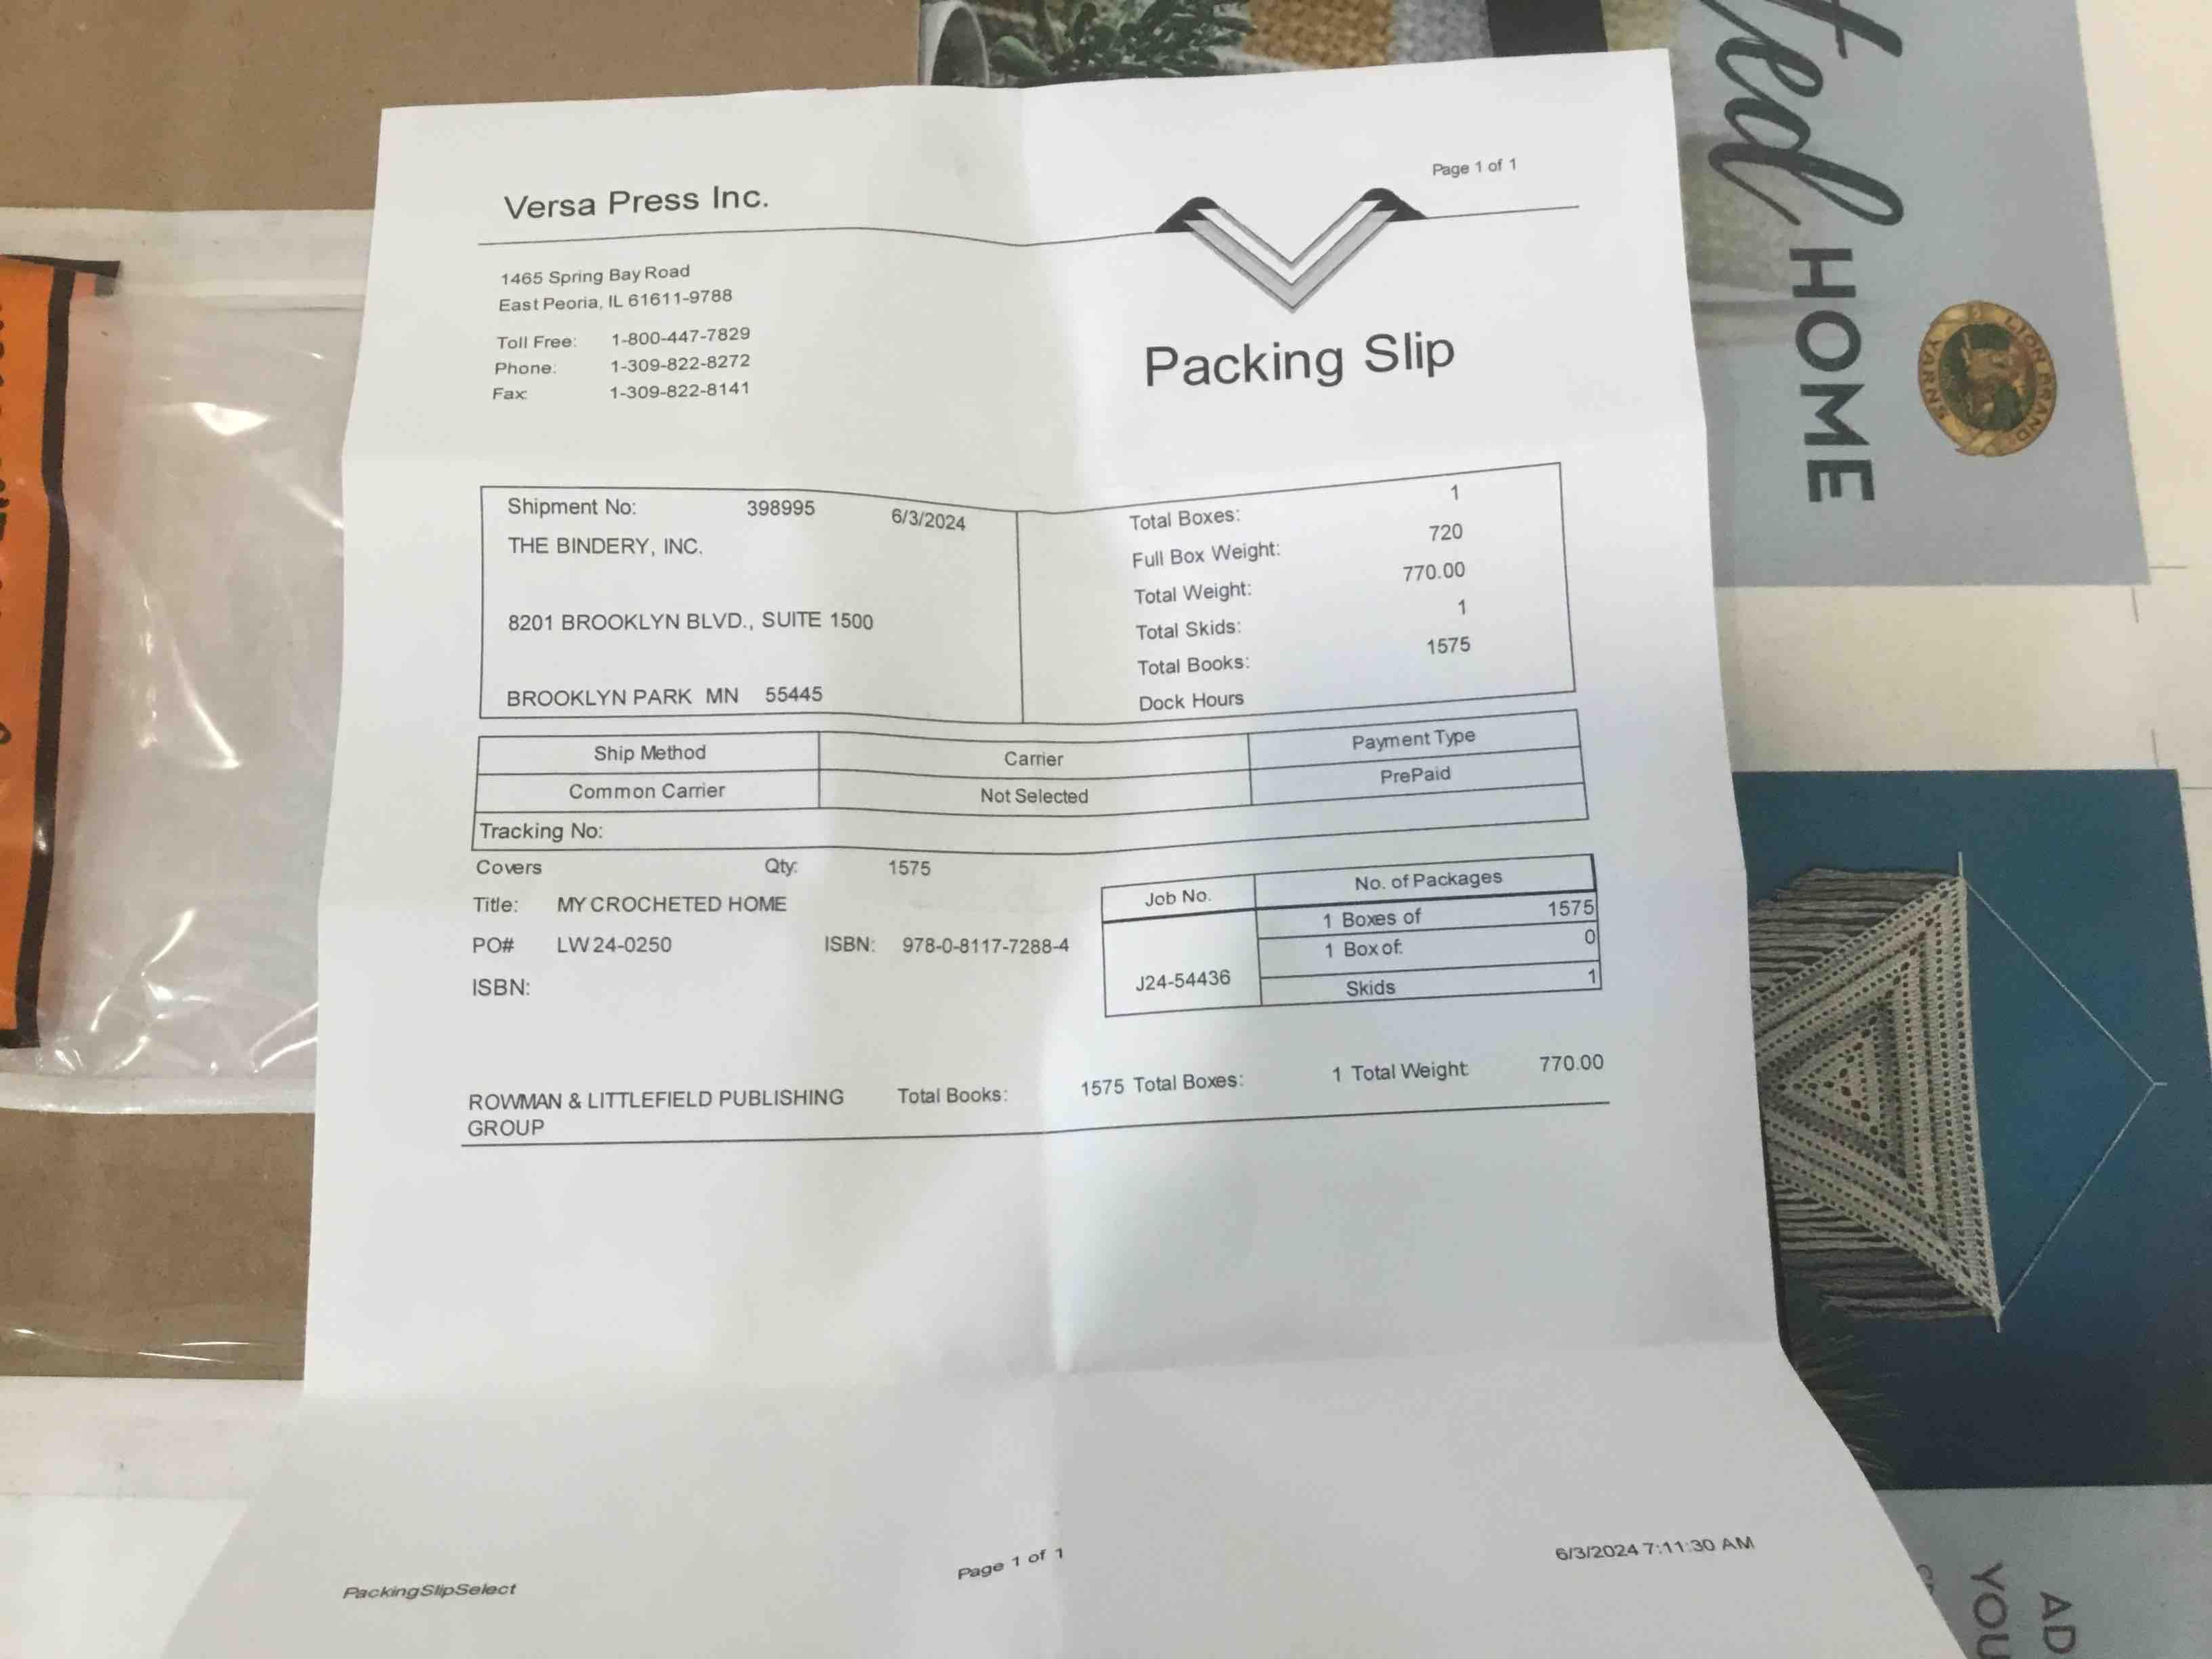 Page 1 of 1
Versa Press Inc.
1465 Spring Bay Road
East Peoria, IL 61611-9788
Toll Free: 1-800-447-7829
Phone: 1-309-822-8272
Fax: 1-309-822-8141
Packing Slip
Shipment No: 398995 6/3/2024
THE BINDERY, INC.
8201 BROOKLYN BLVD., SUITE 1500
BROOKLYN PARK MN 55445
Total Boxes: 1
Full Box Weight: 720
Total Weight: 770.00
Total Skids: 1
Total Books: 1575
Dock Hours
Ship Method Carrier Payment Type
Common Carrier Not Selected PrePaid
Tracking No:
Covers Qty: 1575
Title: MY CROCHETED HOME
PO# LW24-0250 ISBN: 978-0-8117-7288-4
ISBN:
Job No. No. of Packages
1 Boxes of 1575
1 Box of: 0
J24-54436 Skids 1
ROWMAN & LITTLEFIELD PUBLISHING GROUP Total Books: 1575 Total Boxes: 1 Total Weight 770.00
PackingSlipSelect Page 1 of 1 6/3/2024 7:11:30 AM
ted HOME
LION BRAND YARNS
AD
YOU